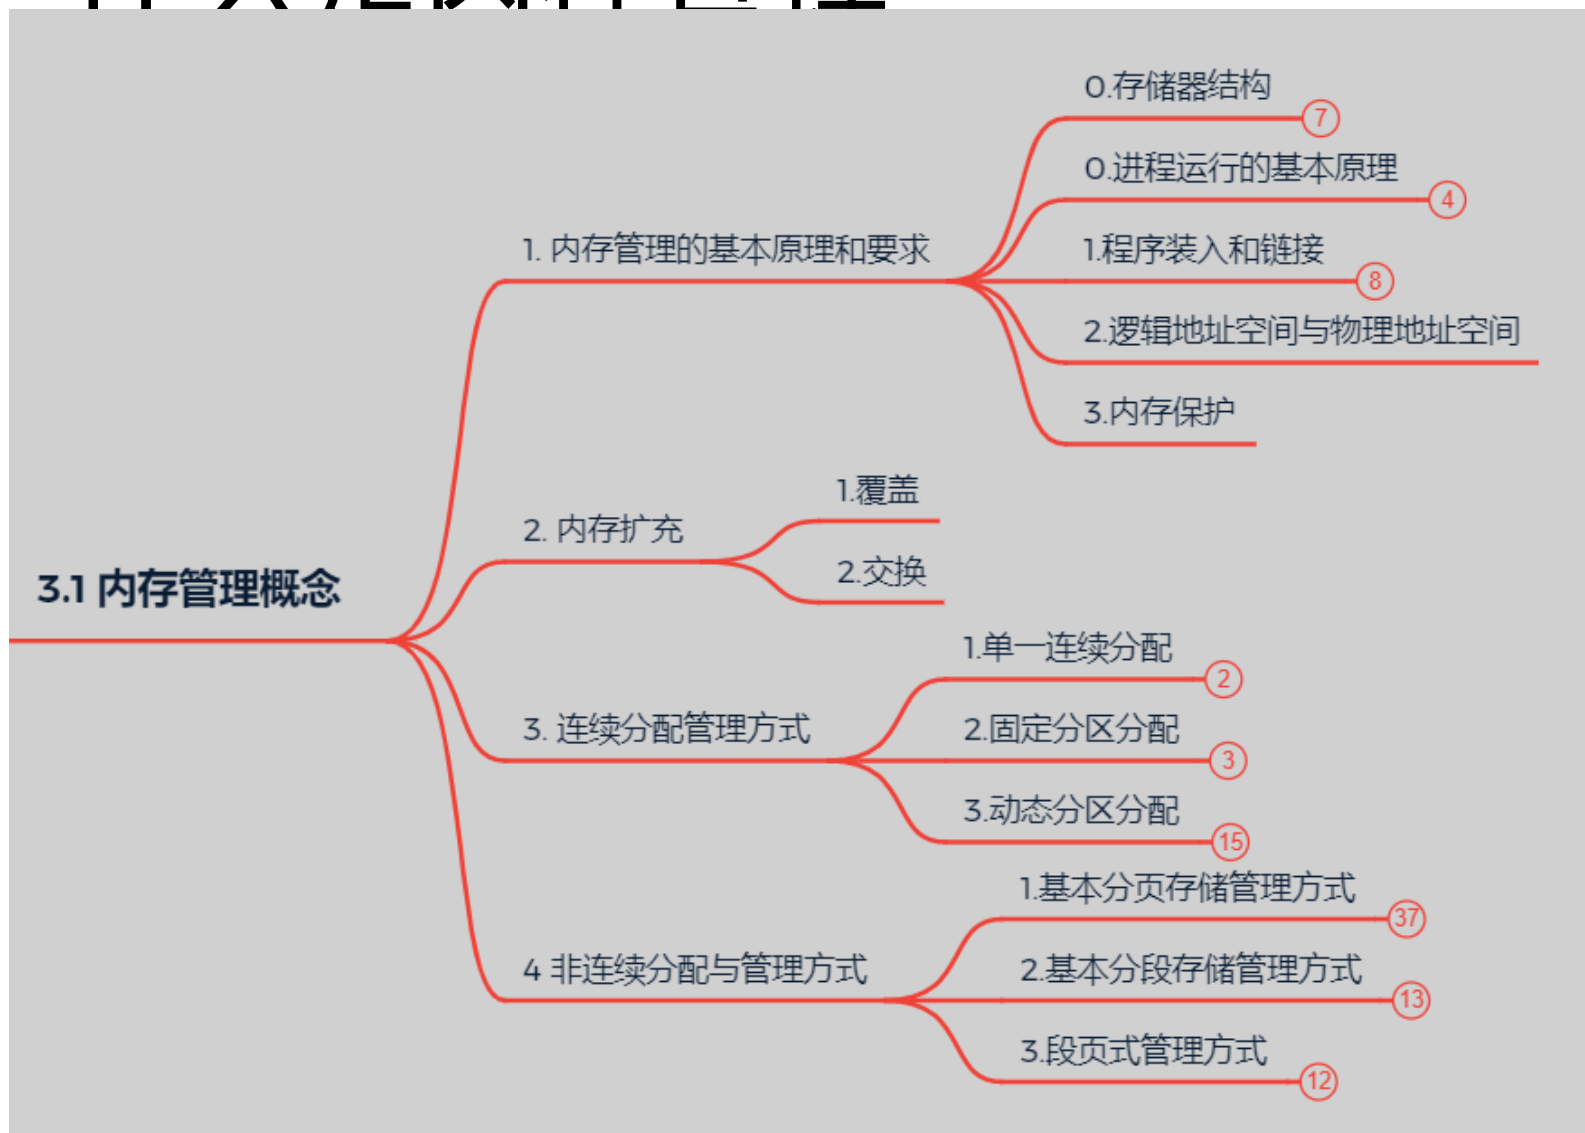 0.存储器结构
7
0.进程运行的基本原理
4
1. 内存管理的基本原理和要求
1.程序装入和链接
8
2.逻辑地址空间与物理地址空间
3.内存保护
2. 内存扩充
1.覆盖
2.交换
3.1 内存管理概念
3. 连续分配管理方式
1.单一连续分配
2
2.固定分区分配
3
3.动态分区分配
15
4 非连续分配与管理方式
1.基本分页存储管理方式
37
2.基本分段存储管理方式
13
3.段页式管理方式
12